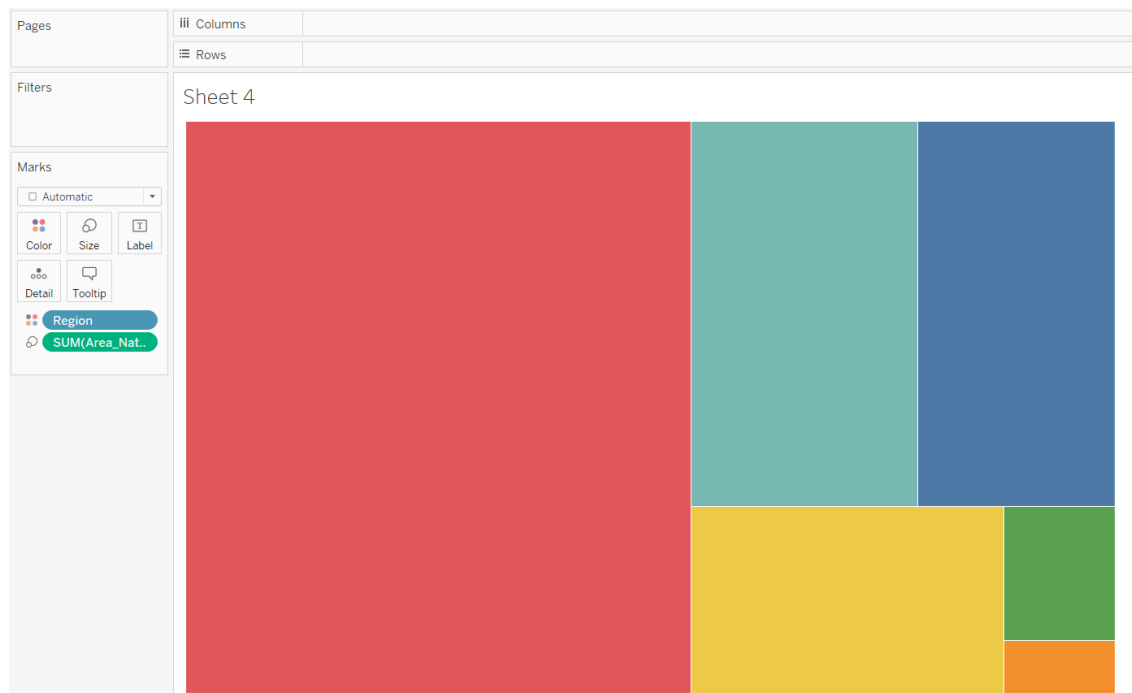 Pages
Columns
Rows
Filters
Sheet 4
Marks
Automatic
Color Size Label
T
Detail Tooltip
Region
SUM(Area_Nat..